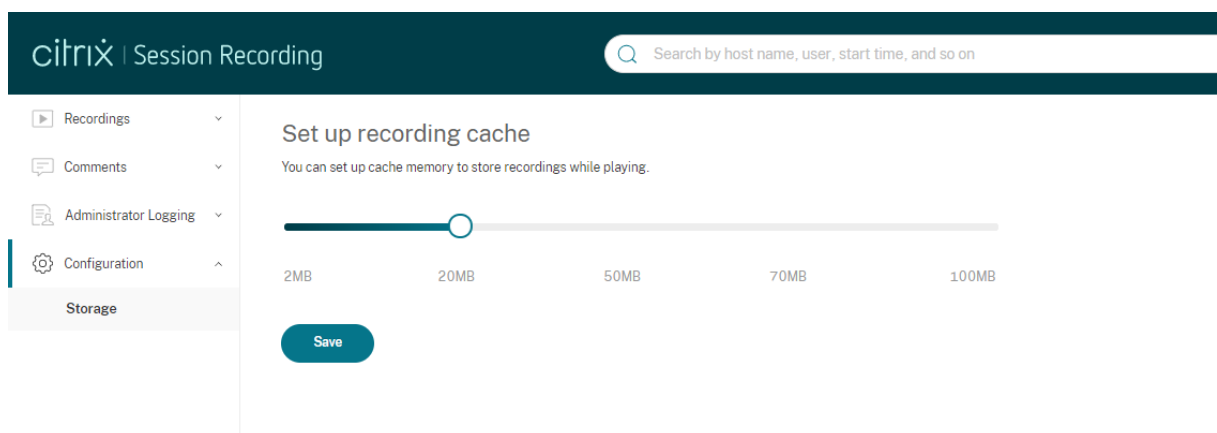 citrix | Session Recording
Search by host name, user, start time, and so on
Recordings
Comments
Administrator Logging
Configuration
Storage
Set up recording cache
You can set up cache memory to store recordings while playing.
2MB 20MB 50MB 70MB 100MB
Save